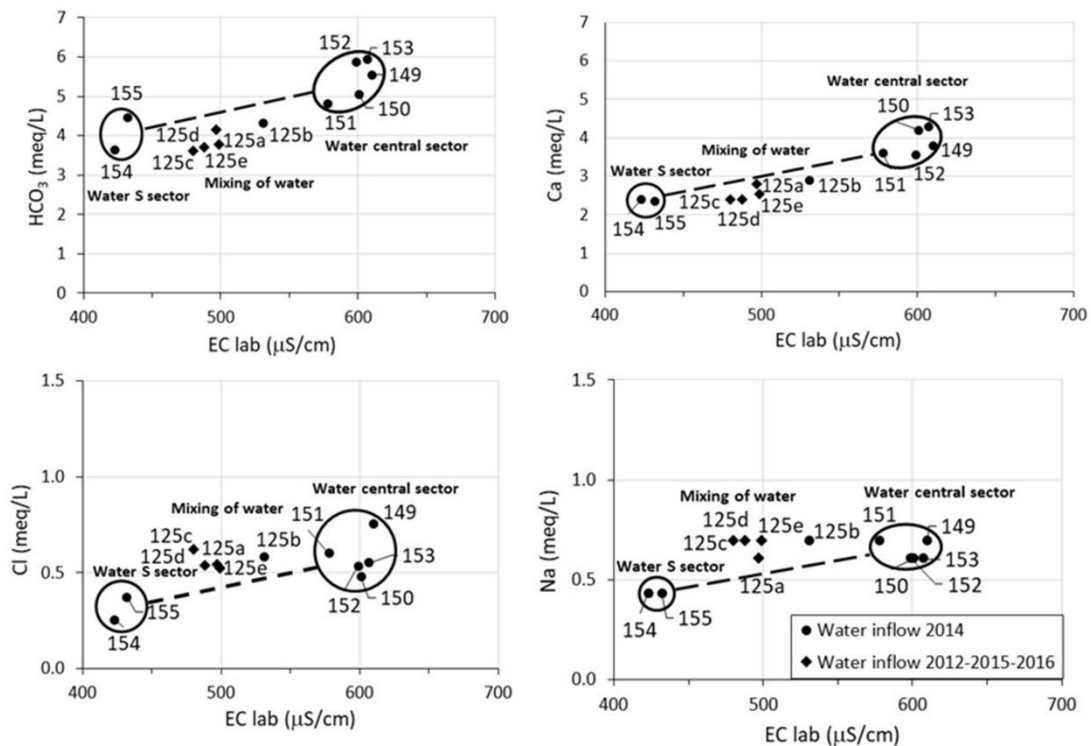 7
6
5
4
3
2
1
0
HCO3 (meq/L)
152
153
155
149
150
125d
125a
125b
151
125c
125e
Water central sector
154
Water S sector
Mixing of water
400
500
600
700
EC lab (µS/cm)
7
6
5
4
3
2
1
0
Ca (meq/L)
Water central sector
150
153
Mixing of water
149
Water S sector
125a
125b
151
152
125c
125e
154
155
125d
400
500
600
700
EC lab (µS/cm)
1.5
1.0
0.5
0.0
Cl (meq/L)
Water central sector
Mixing of water
151
149
125c
125a
125b
125d
153
Water S sector
125e
155
152
150
154
400
500
600
700
EC lab (µS/cm)
1.5
1.0
0.5
0.0
Na (meq/L)
Mixing of water
Water central sector
125d
125e
151
149
125c
125b
Water S sector
153
125a
150
152
154
155
Water inflow 2014
Water inflow 2012-2015-2016
400
500
600
700
EC lab (µS/cm)